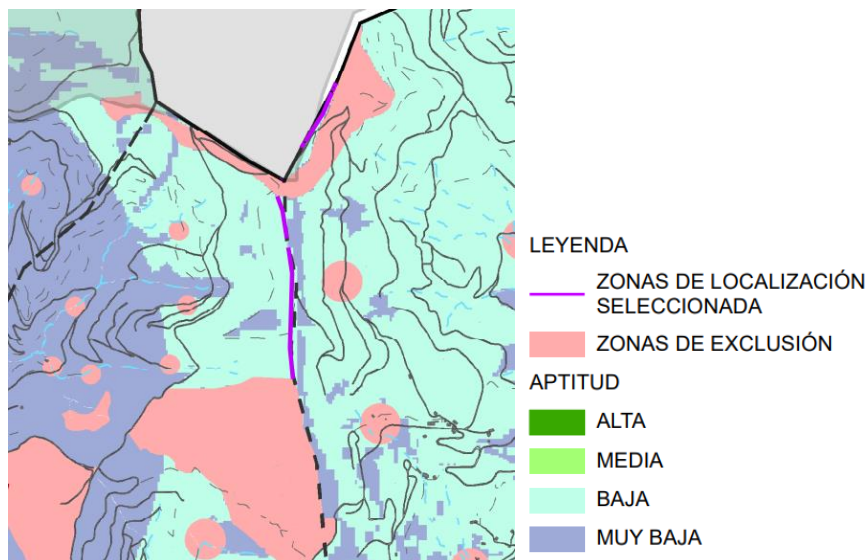 LEYENDA
ZONAS DE LOCALIZACIÓN
SELECCIONADA
ZONAS DE EXCLUSIÓN
APTITUD
ALTA
MEDIA
BAJA
MUY BAJA